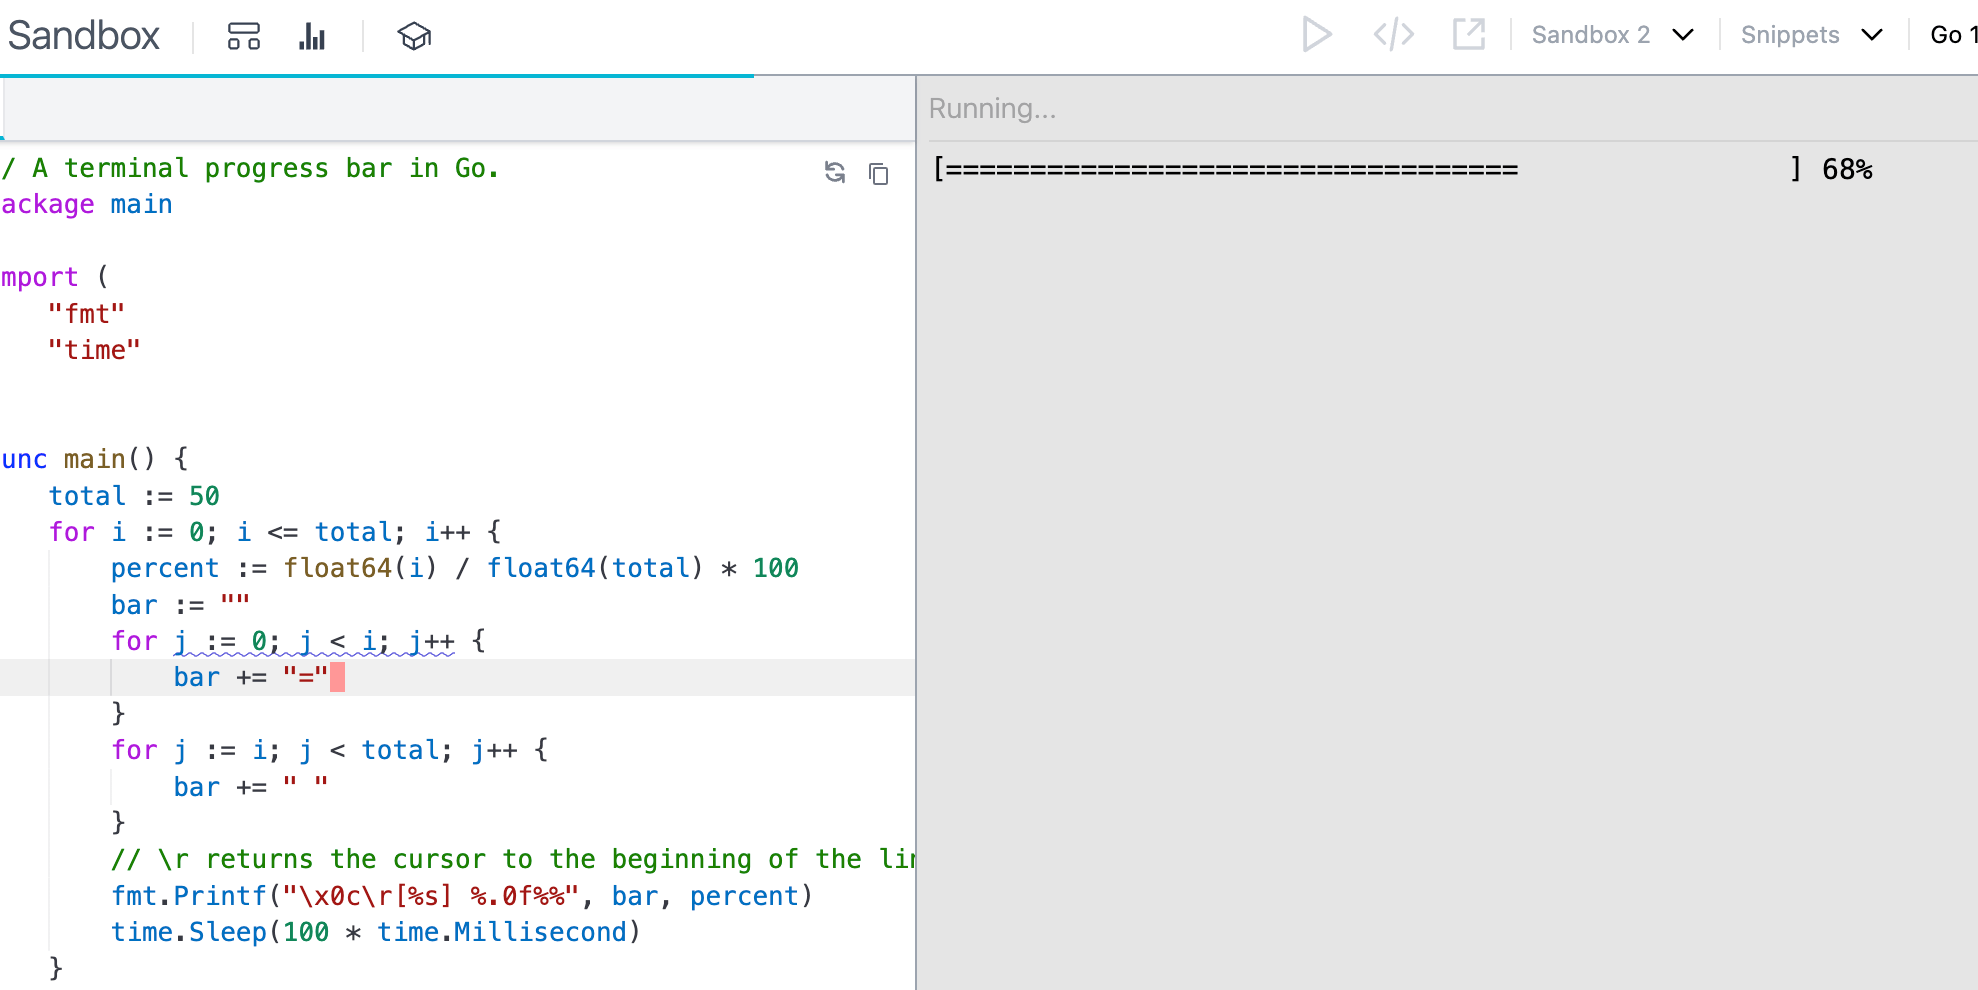 Sandbox
Sandbox 2
Snippets
Go 1
Running...
/ A terminal progress bar in Go.
ackage main
mport (
"fmt"
"time"
unc main() {
total := 50
for i := 0; i <= total; i++ {
percent := float64(i) / float64(total) * 100
bar := ""
for j := 0; j < i; j++ {
bar += "="
}
for j := i; j < total; j++ {
bar += " "
}
// \r returns the cursor to the beginning of the lin
fmt.Printf("\x0c\r[%s] %.0f%%", bar, percent)
time.Sleep(100 * time.Millisecond)
}
[==================================                ] 68%